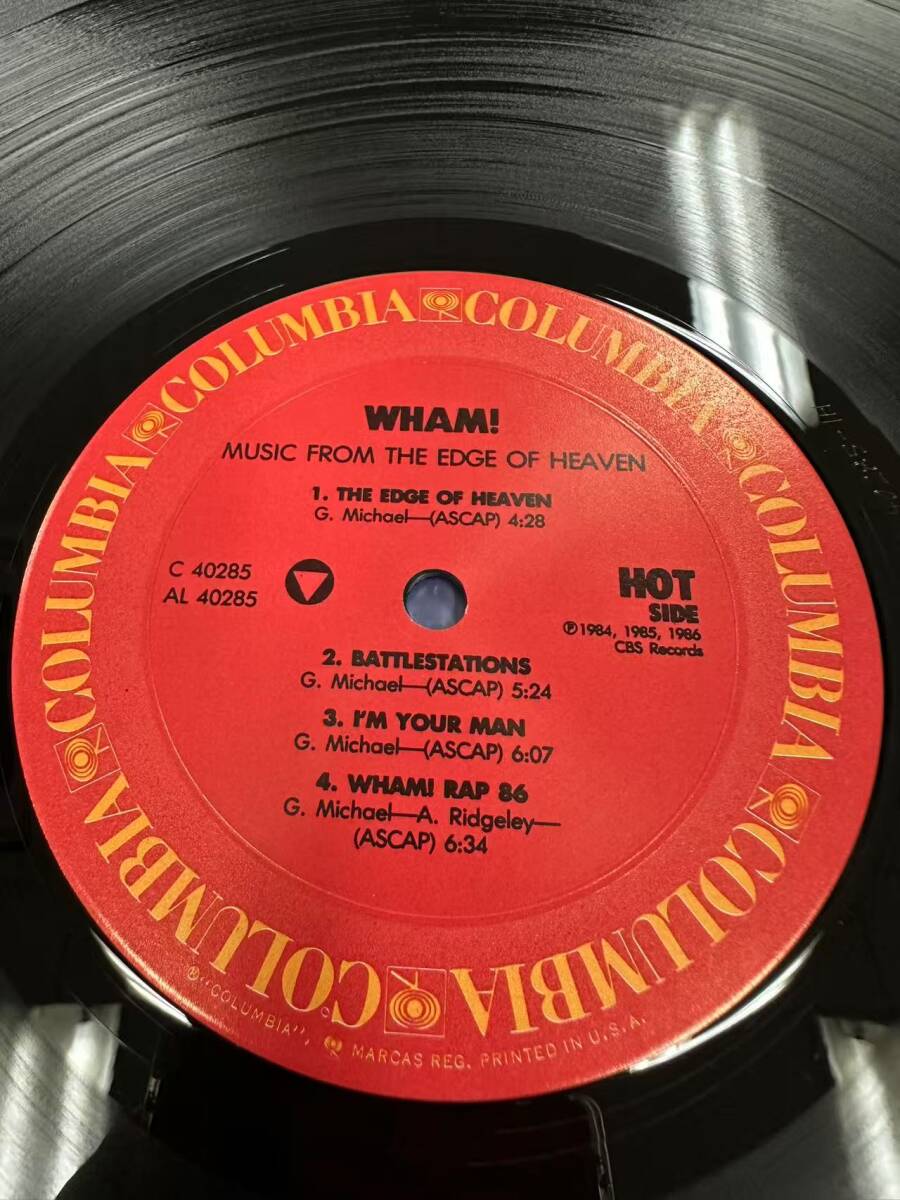 COLUMBIA COLUMBIA COLUMBIA COLUMBIA COLUMBIA COLUMBIA
WHAM!
MUSIC FROM THE EDGE OF HEAVEN
1. THE EDGE OF HEAVEN
G. Michael—(ASCAP) 4:28
C 40285
AL 40285
HOT
SIDE
℗1984, 1985, 1986
CBS Records
2. BATTLESTATIONS
G. Michael—(ASCAP) 5:24
3. I'M YOUR MAN
G. Michael—(ASCAP) 6:07
4. WHAM! RAP 86
G. Michael—A. Ridgeley—
(ASCAP) 6:34
"COLUMBIA", MARCAS REG. PRINTED IN U.S.A.